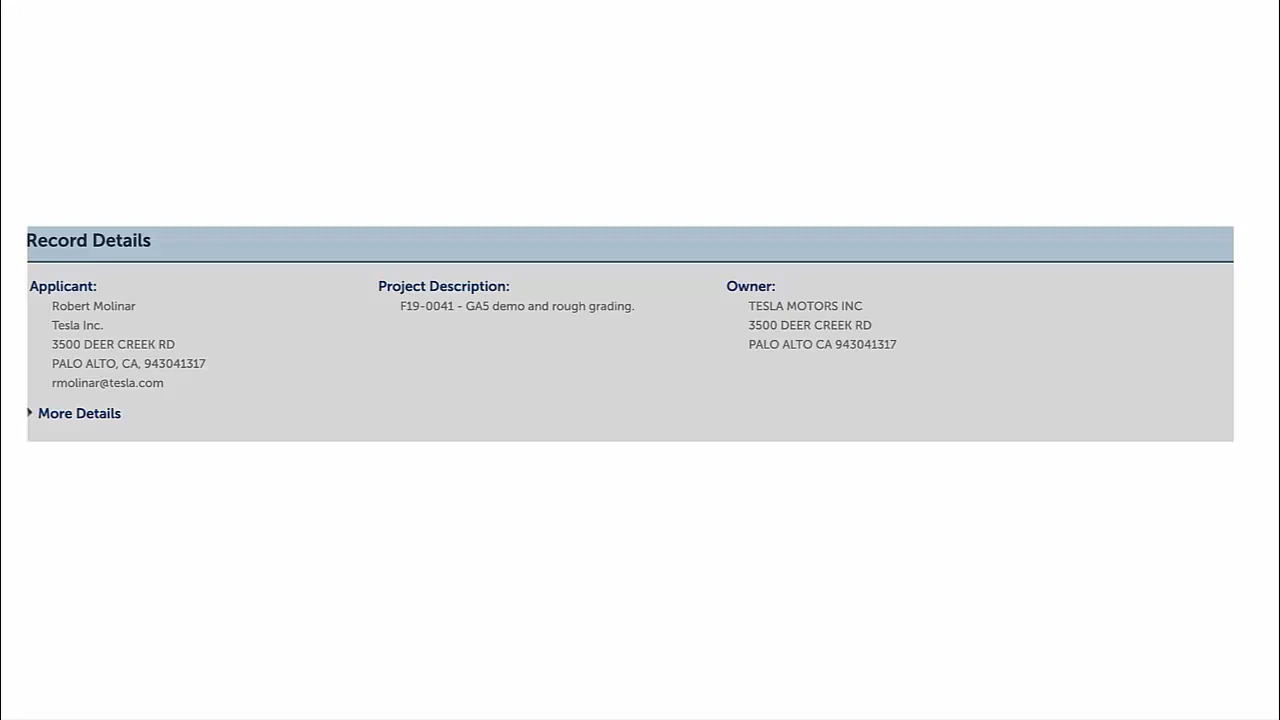 Record Details
Applicant:
Robert Molinar
Tesla Inc.
3500 DEER CREEK RD
PALO ALTO, CA, 943041317
rmolinar@tesla.com
More Details
Project Description:
F19-0041 - GA5 demo and rough grading.
Owner:
TESLA MOTORS INC
3500 DEER CREEK RD
PALO ALTO CA 943041317